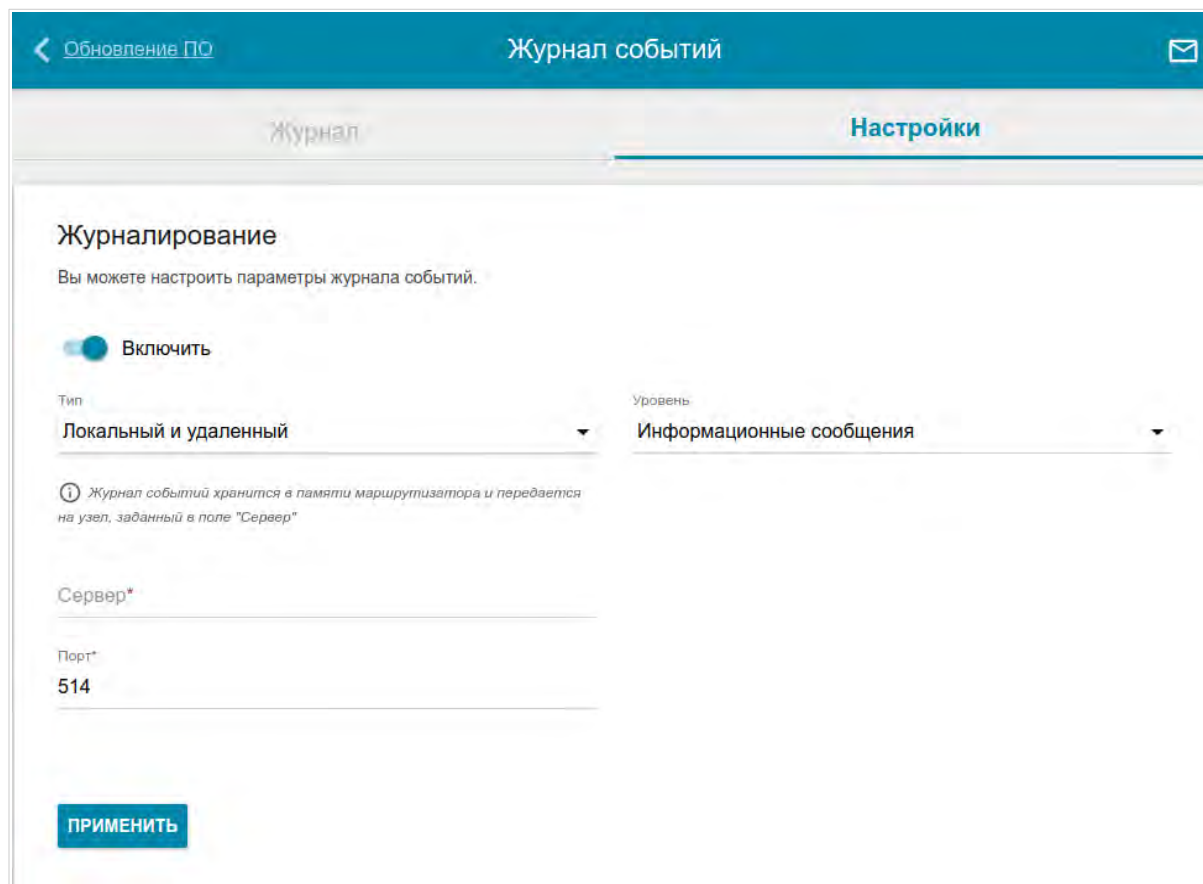 Обновление ПО
Журнал событий
Журнал
Настройки
Журналирование
Вы можете настроить параметры журнала событий.
Включить
Тип
Локальный и удаленный
Уровень
Информационные сообщения
Журнал событий хранится в памяти маршрутизатора и передается
на узел, заданный в поле "Сервер"
Сервер*
Порт*
514
ПРИМЕНИТЬ